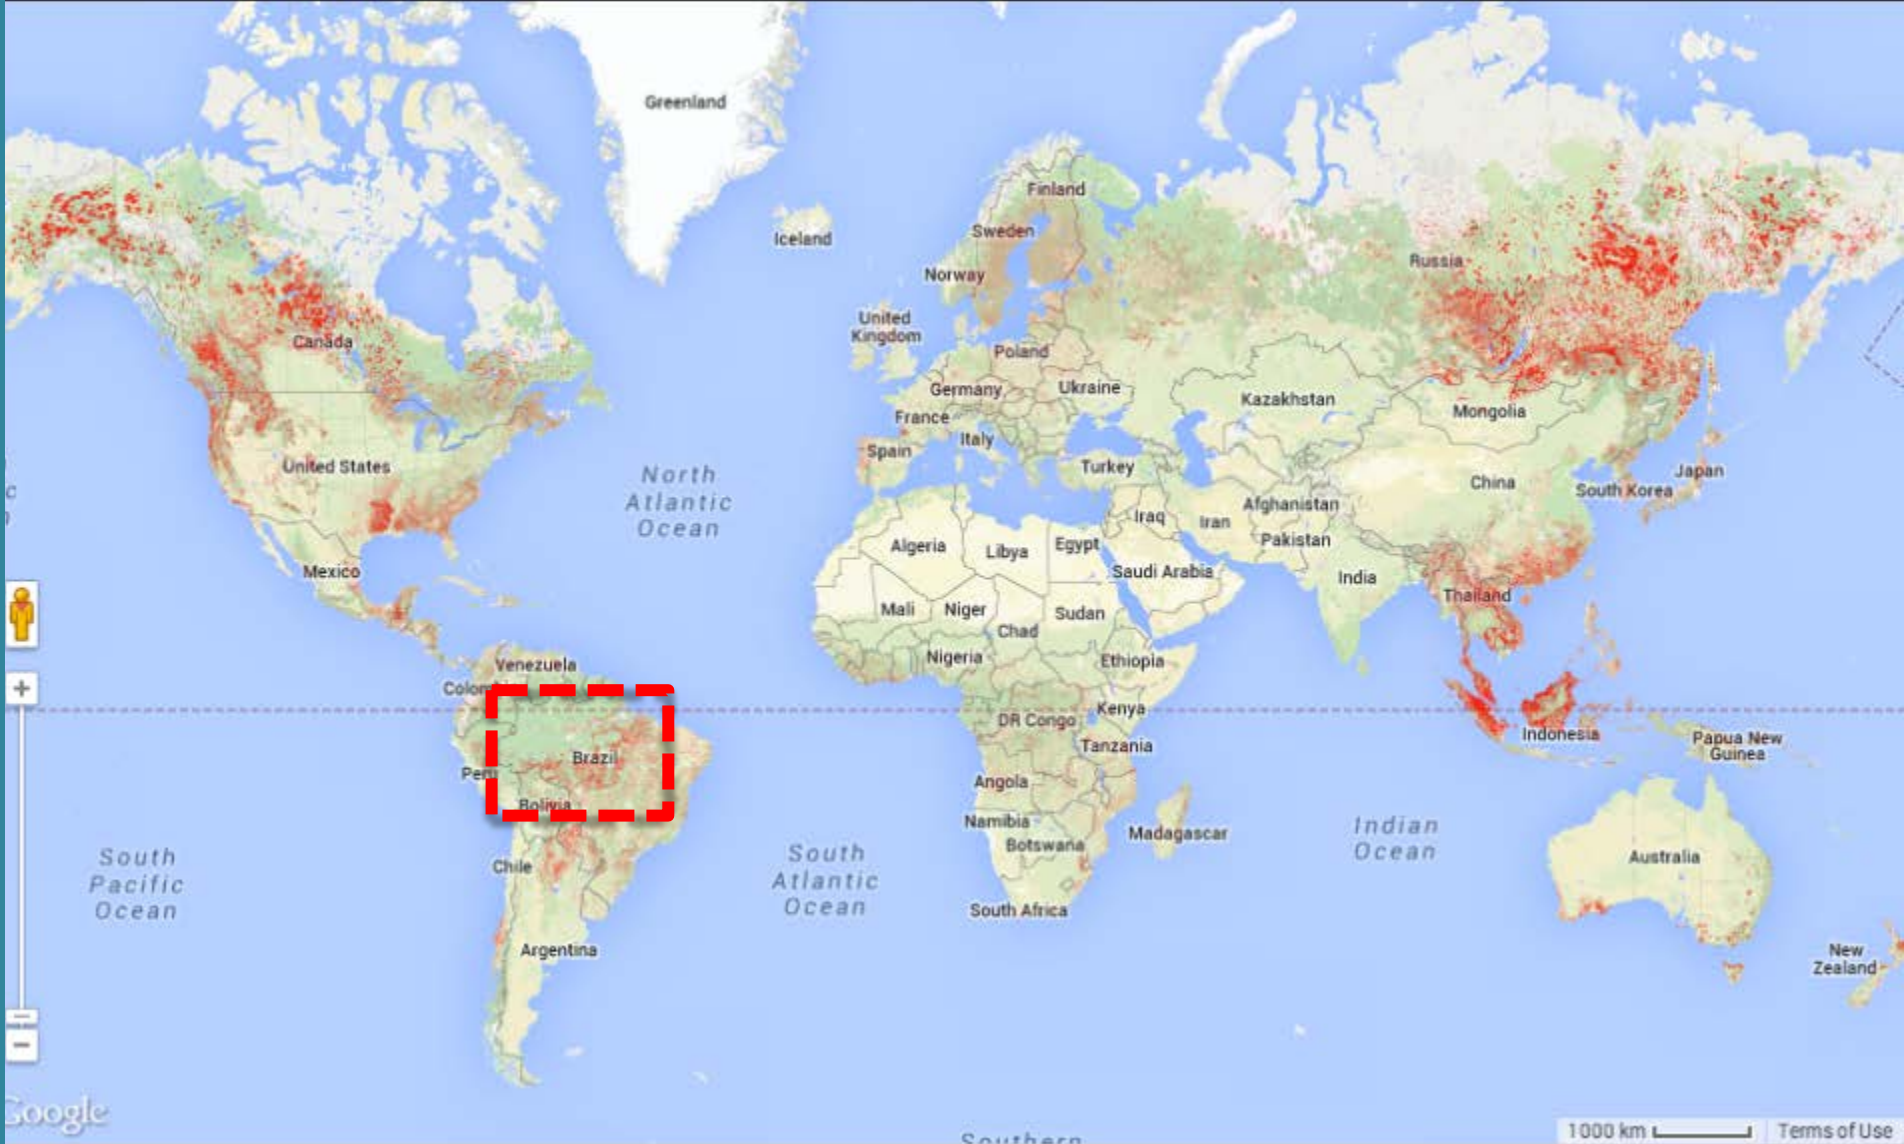 Greenland
Finland
Sweden
Iceland
Norway
Russia
United
Kingdom
Canada
Poland
Germany
Ukraine
Kazakhstan
Mongolia
France
Italy
Spain
United States
Turkey
Japan
China
South Korea
North
Atlantic
Ocean
Afghanistan
Iraq
Iran
Pakistan
Algeria
Libya
Egypt
Mexico
Saudi Arabia
India
Thailand
Mali
Niger
Sudan
Chad
Nigeria
Ethiopia
Venezuela
Colom
DR Congo
Kenya
Indonesia
Papua New
Guinea
Tanzania
Brazil
Peru
Angola
Bolivia
Namibia
Madagascar
Botswana
Indian
Ocean
South
Pacific
Ocean
South
Atlantic
Ocean
Australia
Chile
South Africa
Argentina
New
Zealand
Google
1000 km
Terms of Use
Southern